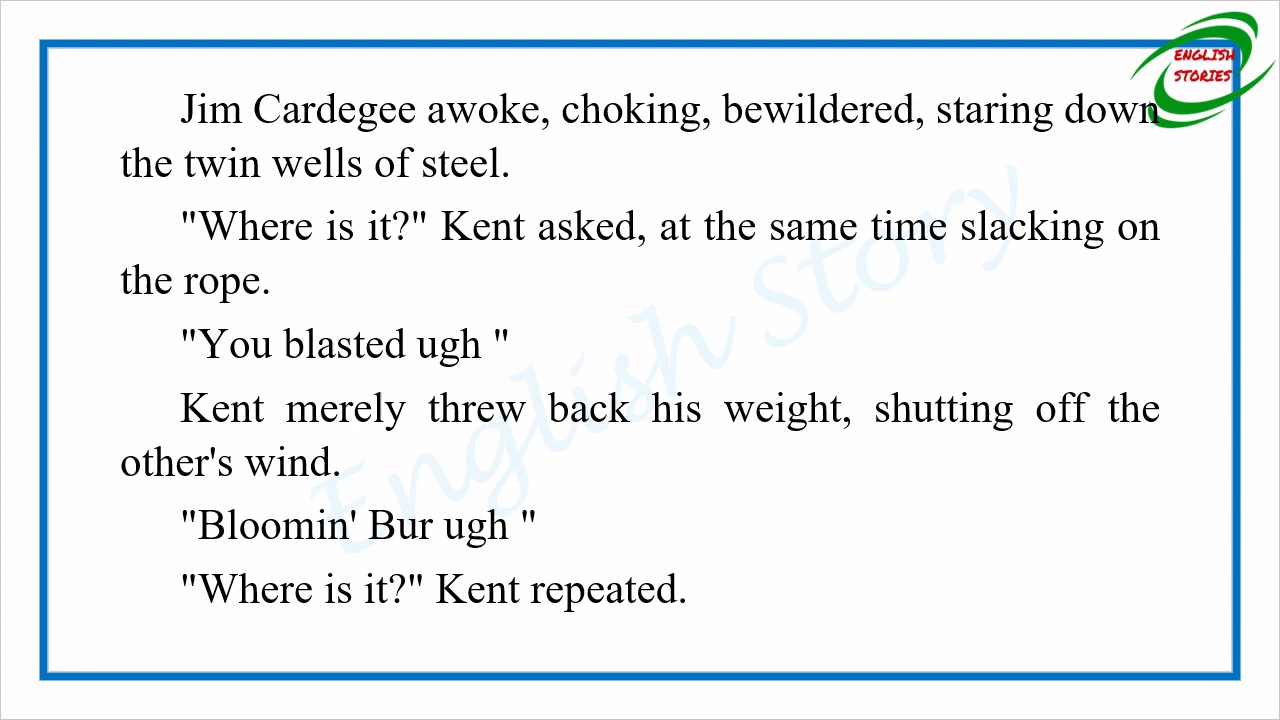 ENGLISH
STORIES
Jim Cardegee awoke, choking, bewildered, staring down
the twin wells of steel.
"Where is it?" Kent asked, at the same time slacking on
the rope.
"You blasted ugh "
Kent merely threw back his weight, shutting off the
other's wind.
"Bloomin' Bur ugh "
"Where is it?" Kent repeated.
English Story